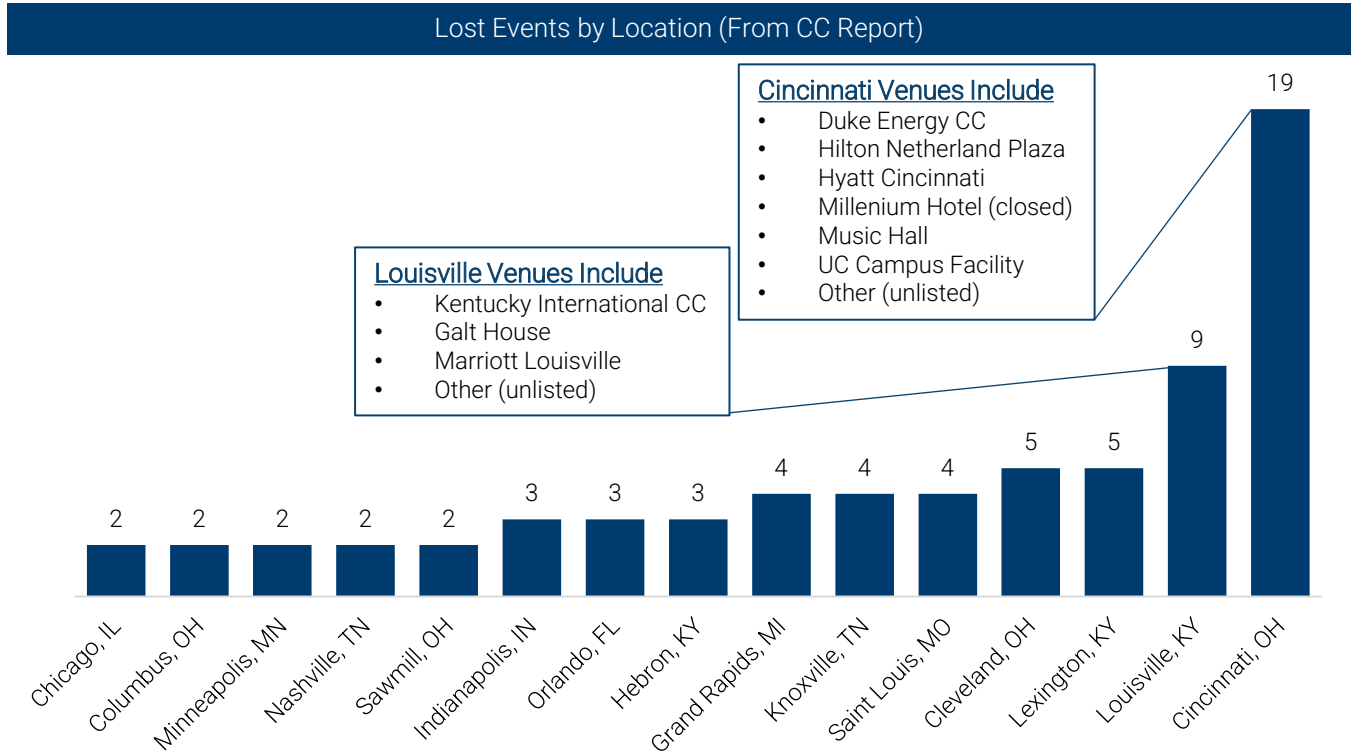 Lost Events by Location (From CC Report)
Cincinnati Venues Include
• Duke Energy CC
• Hilton Netherland Plaza
• Hyatt Cincinnati
• Millenium Hotel (closed)
• Music Hall
• UC Campus Facility
• Other (unlisted)
Louisville Venues Include
• Kentucky International CC
• Galt House
• Marriott Louisville
• Other (unlisted)
2
2
2
2
2
3
3
3
4
4
4
5
5
9
19
Chicago, IL
Columbus, OH
Minneapolis, MN
Nashville, TN
Sawmill, OH
Indianapolis, IN
Orlando, FL
Hebron, KY
Grand Rapids, MI
Knoxville, TN
Saint Louis, MO
Cleveland, OH
Lexington, KY
Louisville, KY
Cincinnati, OH